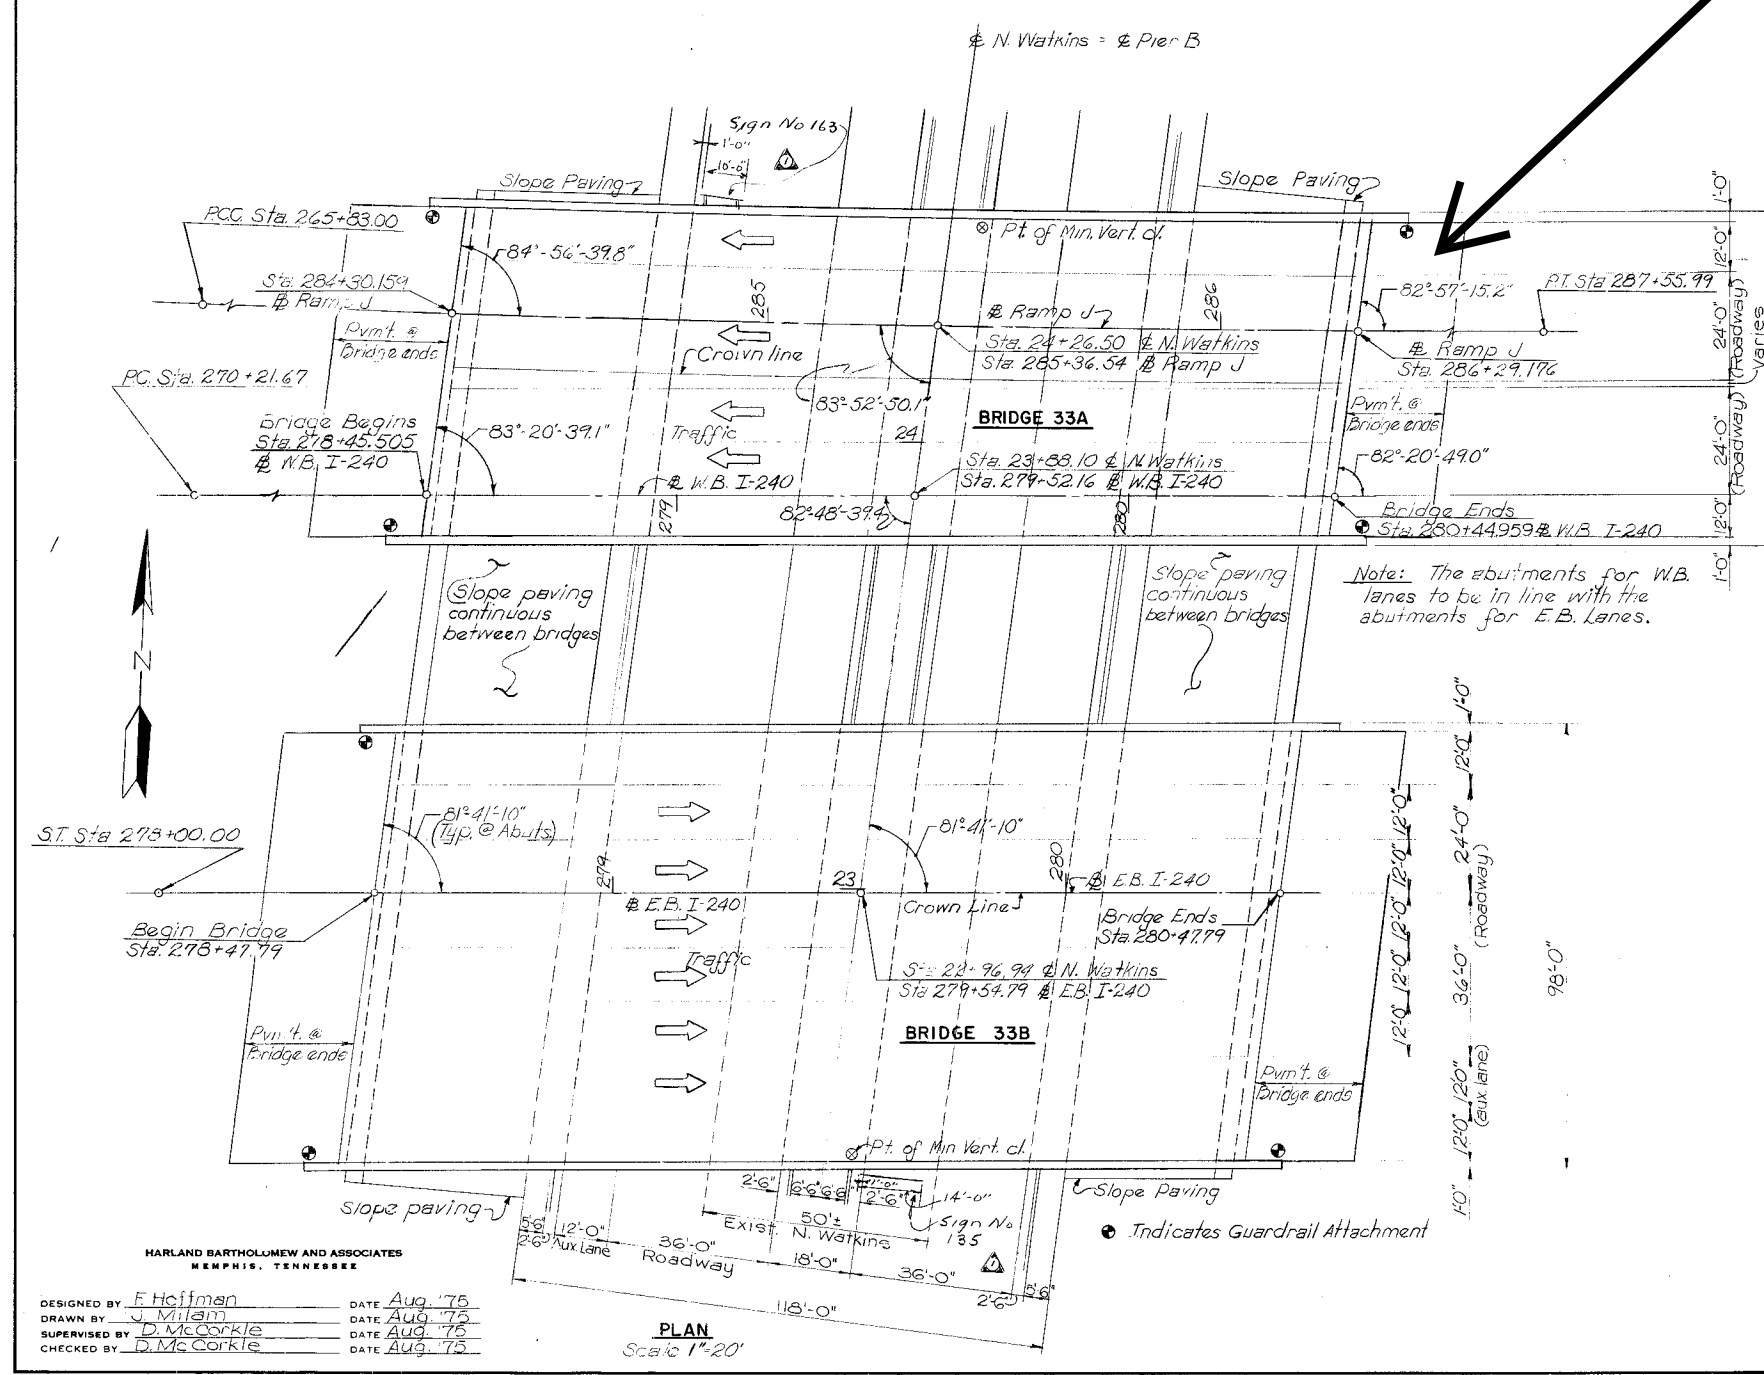 ℄ N. Watkins = ℄ Pier B
Sign No 163
1'-0"
10'-6"
1
Slope Paving
Slope Paving
P.C.C. Sta. 265+83.00
Pt. of Min. Vert. cl.
84°-56'-39.8"
Sta. 284+30.159
℄ Ramp J
285
286
82°-57'-15.2"
P.T. Sta 287+55.99
Pvm't. @
Bridge ends
Crown line
℄ Ramp J
Sta. 24+26.50 ℄ N. Watkins
Sta. 285+36.54 ℄ Ramp J
℄ Ramp J
Sta. 286+29.176
P.C. Sta. 270+21.67
83°-52'-50.1"
BRIDGE 33A
Pvm't. @
Bridge ends
Bridge Begins
Sta. 278+45.505
℄ W.B. I-240
83°-20'-39.1"
Traffic
24
82°-20'-49.0"
Sta. 23+88.10 ℄ N. Watkins
Sta. 279+52.16 ℄ W.B. I-240
℄ W.B. I-240
279
82°-48'-39.4"
280
Bridge Ends
Sta. 280+44.959 ℄ W.B. I-240
1'-0"
12'-0"
24'-0"
(Roadway)
24'-0"
(Roadway)
Varies
12'-0"
1'-0"
Slope paving
continuous
between bridges
Slope paving
continuous
between bridges
Note: The abutments for W.B.
lanes to be in line with the
abutments for E.B. Lanes.
N
81°-41'-10"
(Typ. @ Abuts)
81°-41'-10"
S.T. Sta 278+00.00
279
23
280
℄ E.B. I-240
℄ E.B. I-240
Crown Line
Begin Bridge
Sta. 278+47.79
Bridge Ends
Sta. 280+47.79
Traffic
Sta 22+96.94 ℄ N. Watkins
Sta 279+54.79 ℄ E.B. I-240
BRIDGE 33B
Pvm't. @
Bridge ends
Pvm't. @
Bridge ends
12'-0" 12'-0" 12'-0" 12'-0" 12'-0"
1'-0"
12'-0"
24'-0"
(Roadway)
36'-0"
12'-0"
(aux. lane)
12'-0"
1'-0"
98'-0"
Pt. of Min Vert. cl.
Slope paving
Slope Paving
2'-6" 6'-6" 6'-6" 1'-0"
2'-6"
14'-0"
Sign No
135
1
50'±
Exist. N. Watkins
5'-6"
2'-6"
12'-0"
Aux. Lane
36'-0"
Roadway
18'-0"
36'-0"
2'-6"
5'-6"
118'-0"
Indicates Guardrail Attachment
HARLAND BARTHOLOMEW AND ASSOCIATES
MEMPHIS, TENNESSEE
DESIGNED BY F. Hoffman DATE Aug. '75
DRAWN BY J. Milam DATE Aug. '75
SUPERVISED BY D. McCorkle DATE Aug. '75
CHECKED BY D. McCorkle DATE Aug. '75
PLAN
Scale 1"=20'